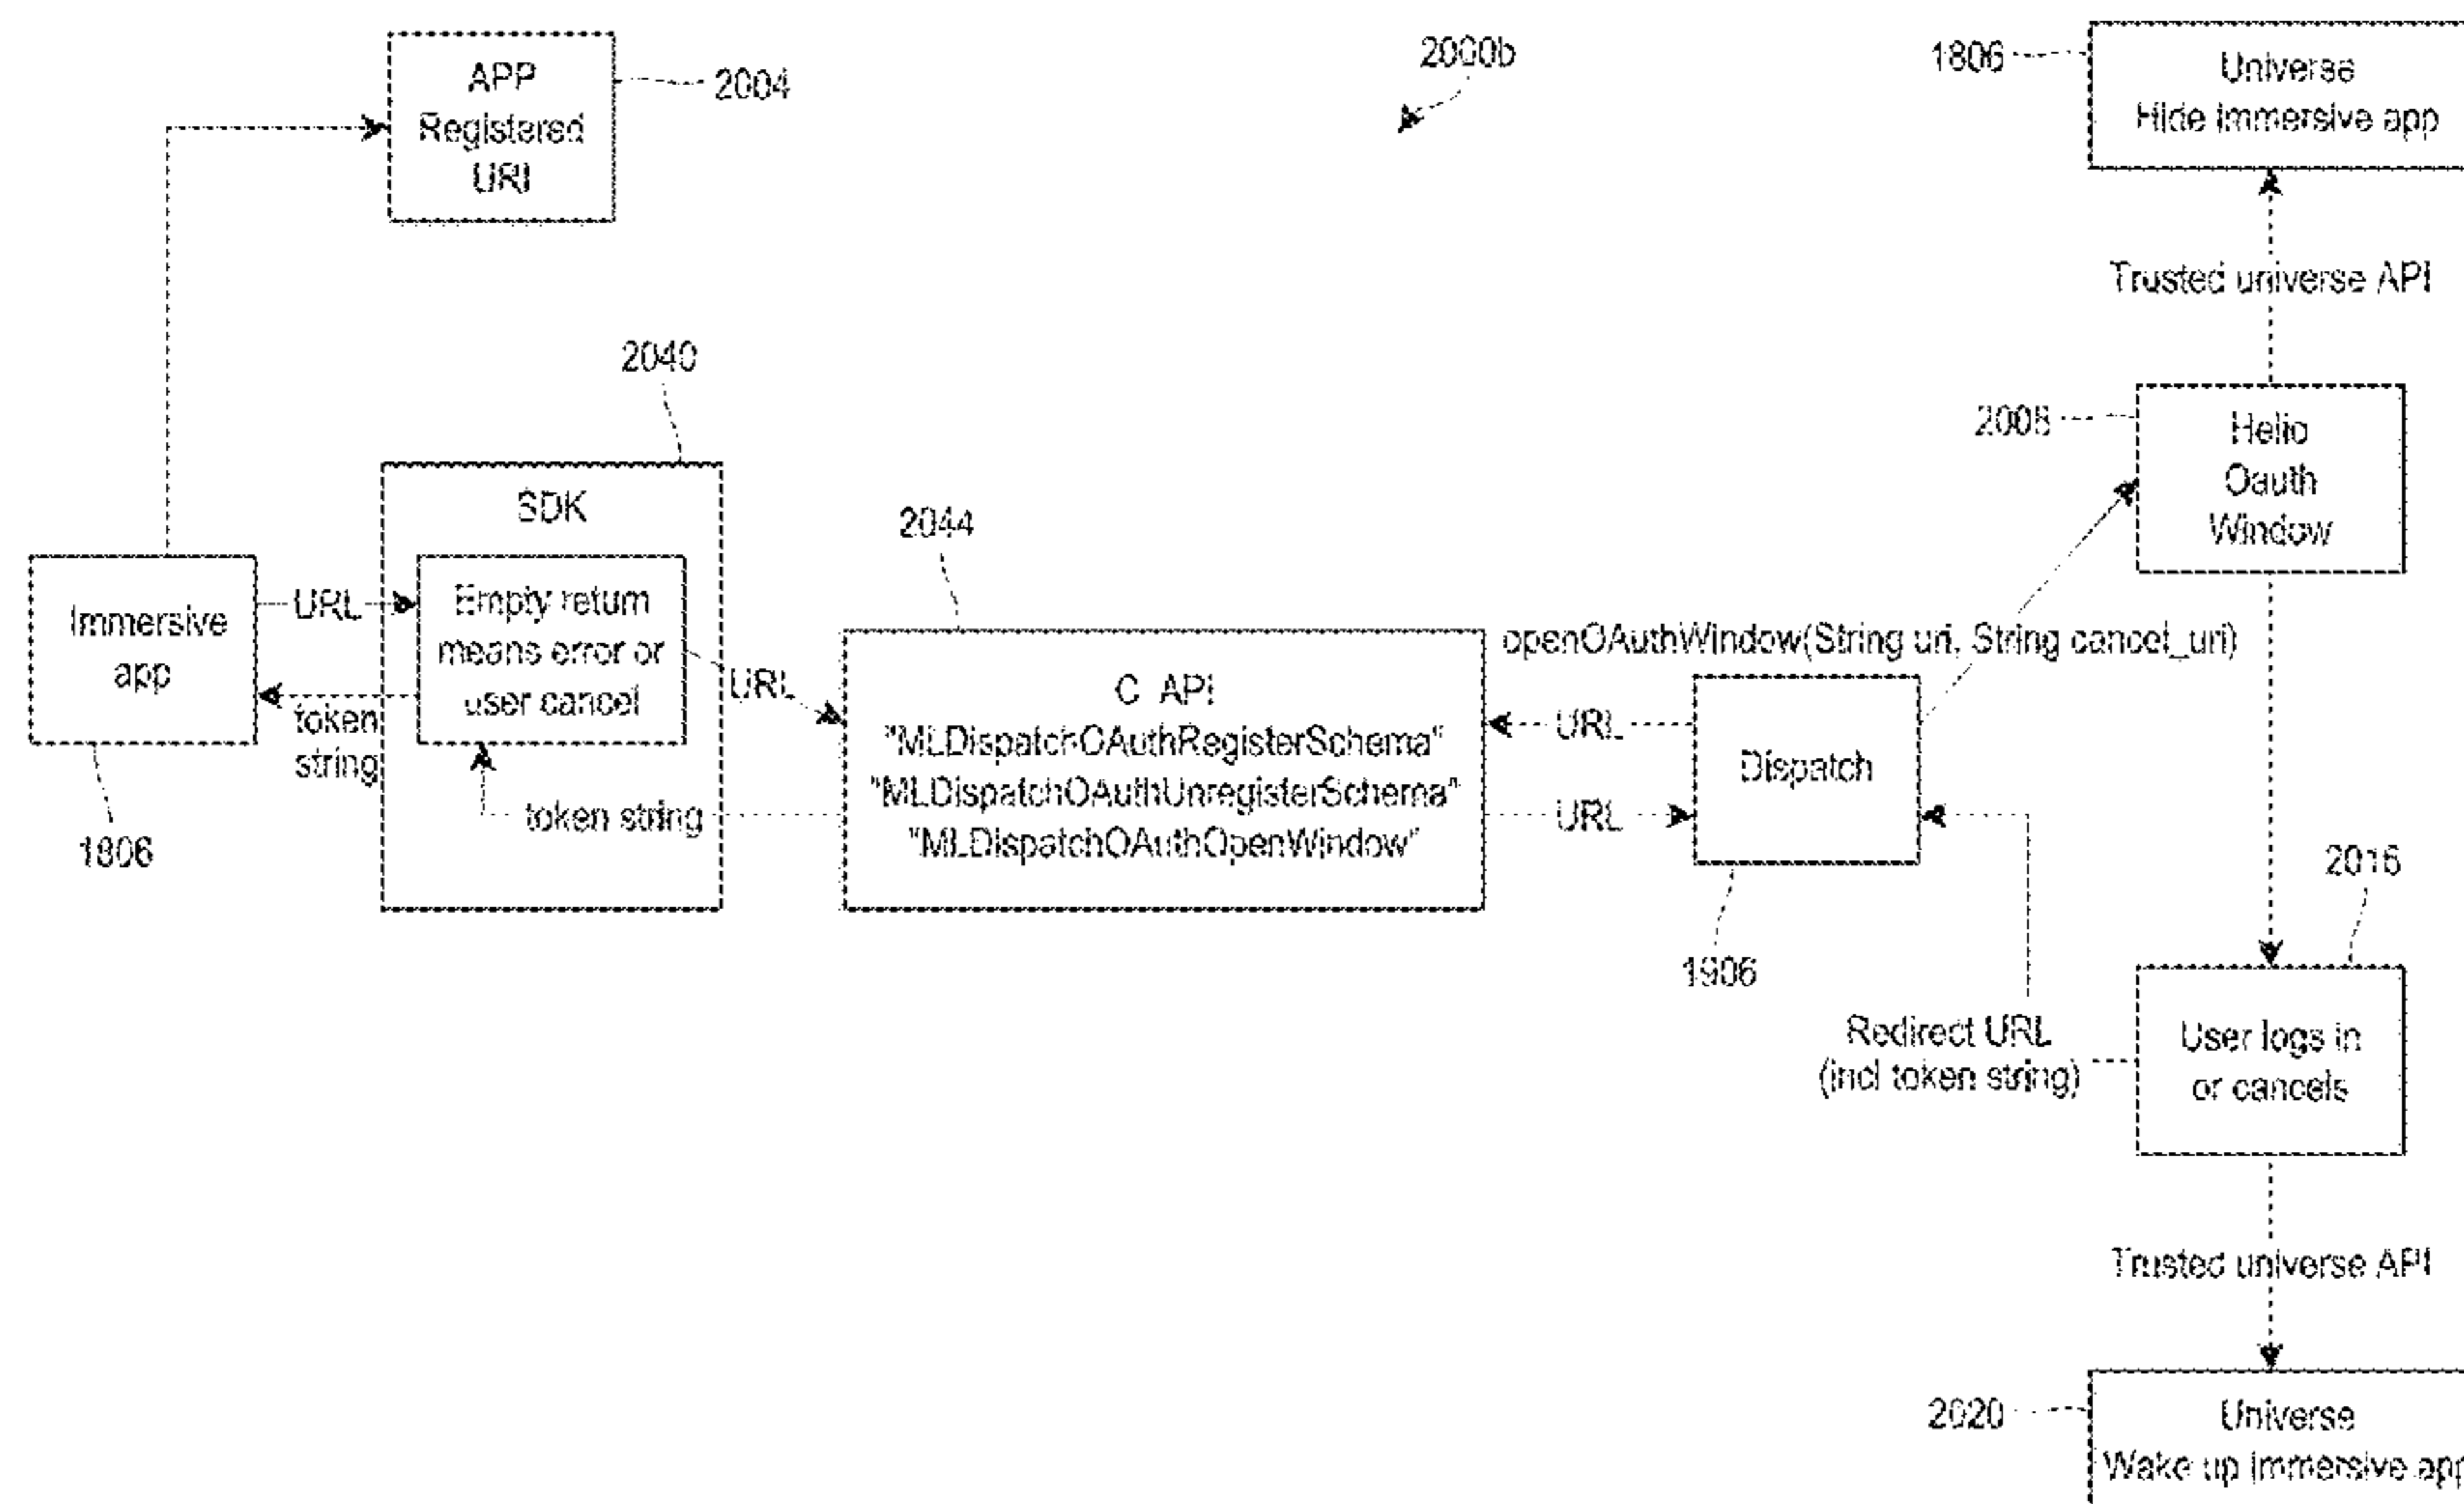 2000b
APP
Registered
URI
2004
1806
Universe
Hide immersive app
Trusted universe API
2040
SDK
2008
Helio
Oauth
Window
2044
Immersive
app
1806
URL
token
string
Empty return
means error or
user cancel
URL
token string
C API
"MLDispatchOAuthRegisterSchema"
"MLDispatchOAuthUnregisterSchema"
"MLDispatchOAuthOpenWindow"
openOAuthWindow(String uri, String cancel_uri)
URL
URL
Dispatch
1906
2016
Redirect URL
(incl token string)
User logs in
or cancels
Trusted universe API
2020
Universe
Wake up immersive app